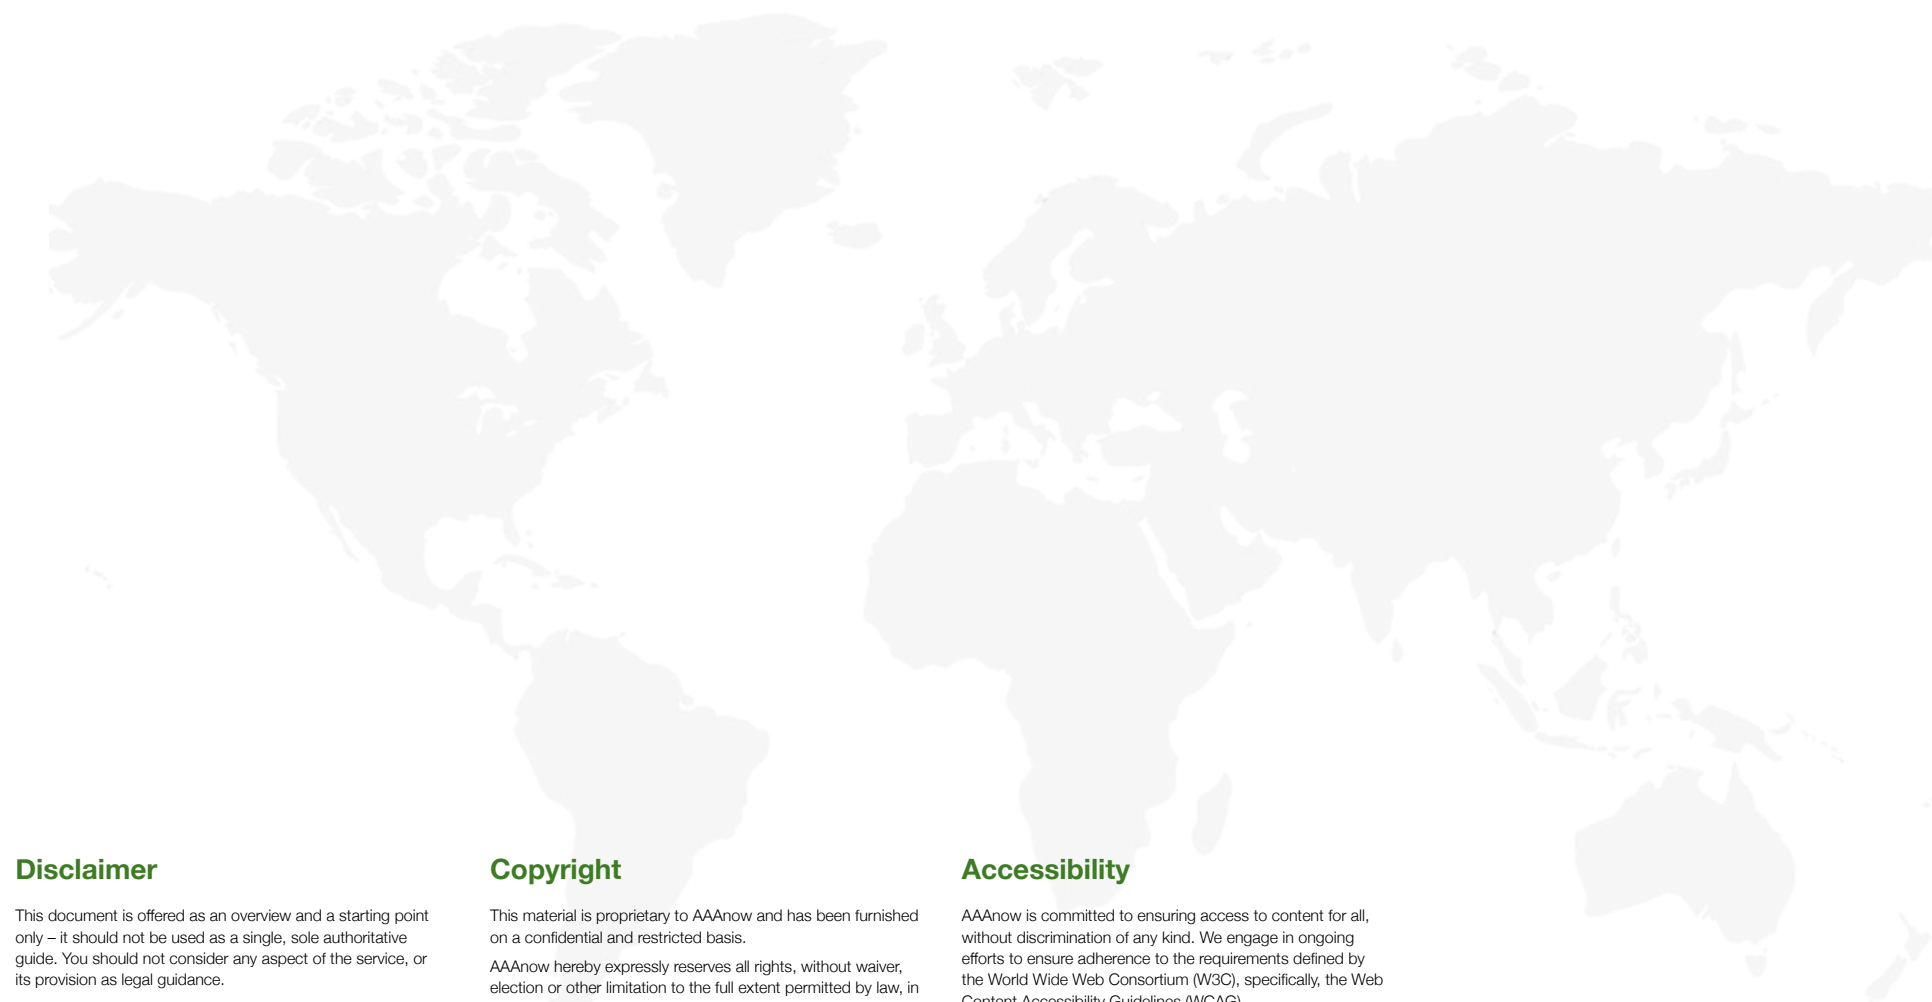 Disclaimer
This document is offered as an overview and a starting point
only – it should not be used as a single, sole authoritative
guide. You should not consider any aspect of the service, or
its provision as legal guidance.
Copyright
This material is proprietary to AAAnow and has been furnished
on a confidential and restricted basis.
AAAnow hereby expressly reserves all rights, without waiver,
election or other limitation to the full extent permitted by law, in
Accessibility
AAAnow is committed to ensuring access to content for all,
without discrimination of any kind. We engage in ongoing
efforts to ensure adherence to the requirements defined by
the World Wide Web Consortium (W3C), specifically, the Web
Content Accessibility Guidelines (WCAG)